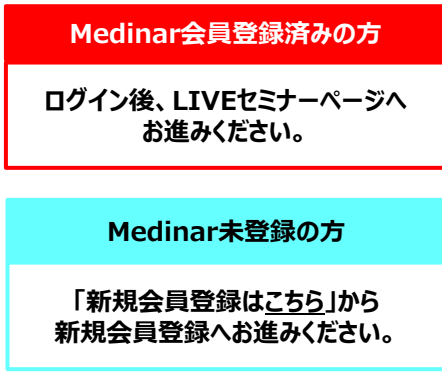 Medinar会員登録済みの方
ログイン後、LIVEセミナーページへ
お進みください。
Medinar未登録の方
「新規会員登録はこちら」から
新規会員登録へお進みください。